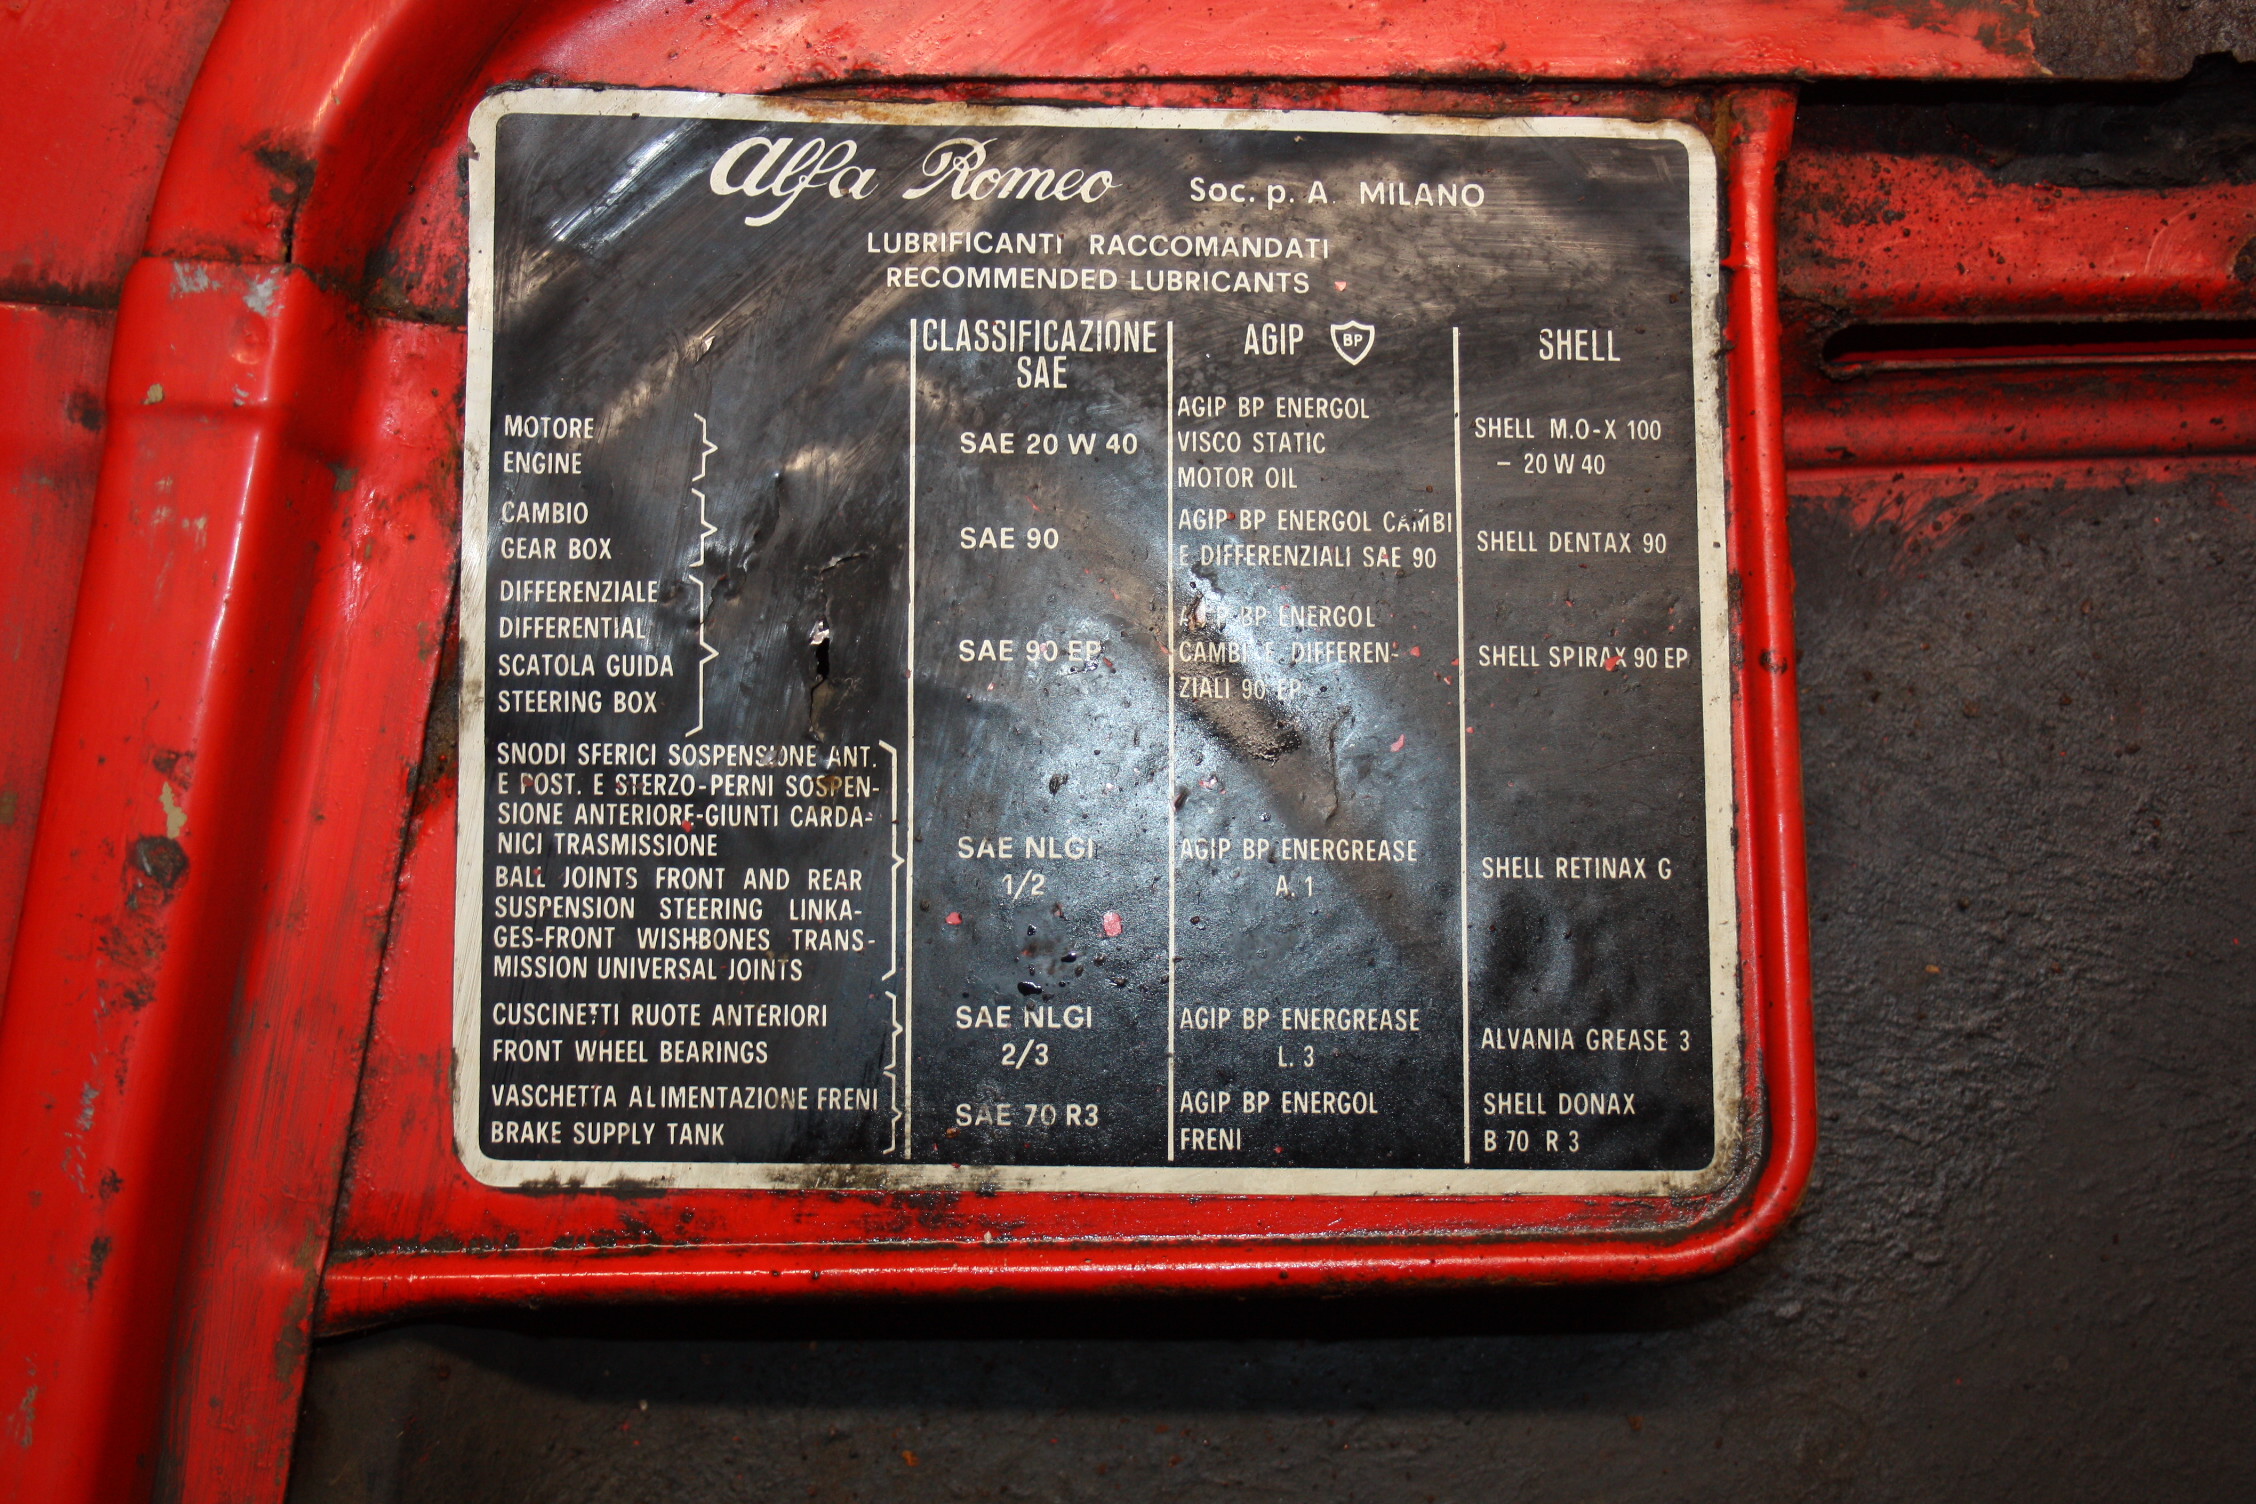 Alfa Romeo Soc. p. A. MILANO
LUBRIFICANTI RACCOMANDATI
RECOMMENDED LUBRICANTS
CLASSIFICAZIONE
SAE
AGIP BP
SHELL
MOTORE
ENGINE
SAE 20 W 40
AGIP BP ENERGOL
VISCO STATIC
MOTOR OIL
SHELL M.O-X 100
– 20 W 40
CAMBIO
GEAR BOX
SAE 90
AGIP BP ENERGOL CAMBI
E DIFFERENZIALI SAE 90
SHELL DENTAX 90
DIFFERENZIALE
DIFFERENTIAL
SCATOLA GUIDA
STEERING BOX
SAE 90 EP
AGIP BP ENERGOL
CAMBI E DIFFEREN-
ZIALI 90 EP
SHELL SPIRAX 90 EP
SNODI SFERICI SOSPENSIONE ANT.
E POST. E STERZO-PERNI SOSPEN-
SIONE ANTERIORE-GIUNTI CARDA-
NICI TRASMISSIONE
BALL JOINTS FRONT AND REAR
SUSPENSION STEERING LINKA-
GES-FRONT WISHBONES TRANS-
MISSION UNIVERSAL JOINTS
SAE NLGI
1/2
AGIP BP ENERGREASE
A. 1
SHELL RETINAX G
CUSCINETTI RUOTE ANTERIORI
FRONT WHEEL BEARINGS
SAE NLGI
2/3
AGIP BP ENERGREASE
L. 3
ALVANIA GREASE 3
VASCHETTA ALIMENTAZIONE FRENI
BRAKE SUPPLY TANK
SAE 70 R3
AGIP BP ENERGOL
FRENI
SHELL DONAX
B 70 R 3